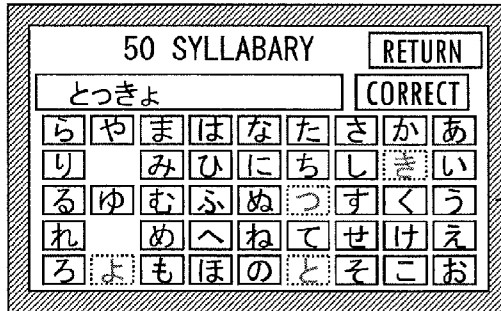 50 SYLLABARY RETURN
とっきょ CORRECT
ら や ま は な た さ か あ
り み ひ に ち し き い
る ゆ む ふ ぬ つ す く う
れ め へ ね て せ け え
ろ よ も ほ の と そ こ お